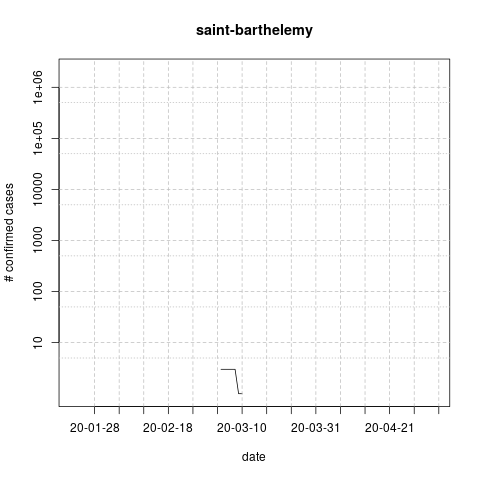 saint-barthelemy
# confirmed cases
1e+06
1e+05
10000
1000
100
10
20-01-28 20-02-18 20-03-10 20-03-31 20-04-21
date